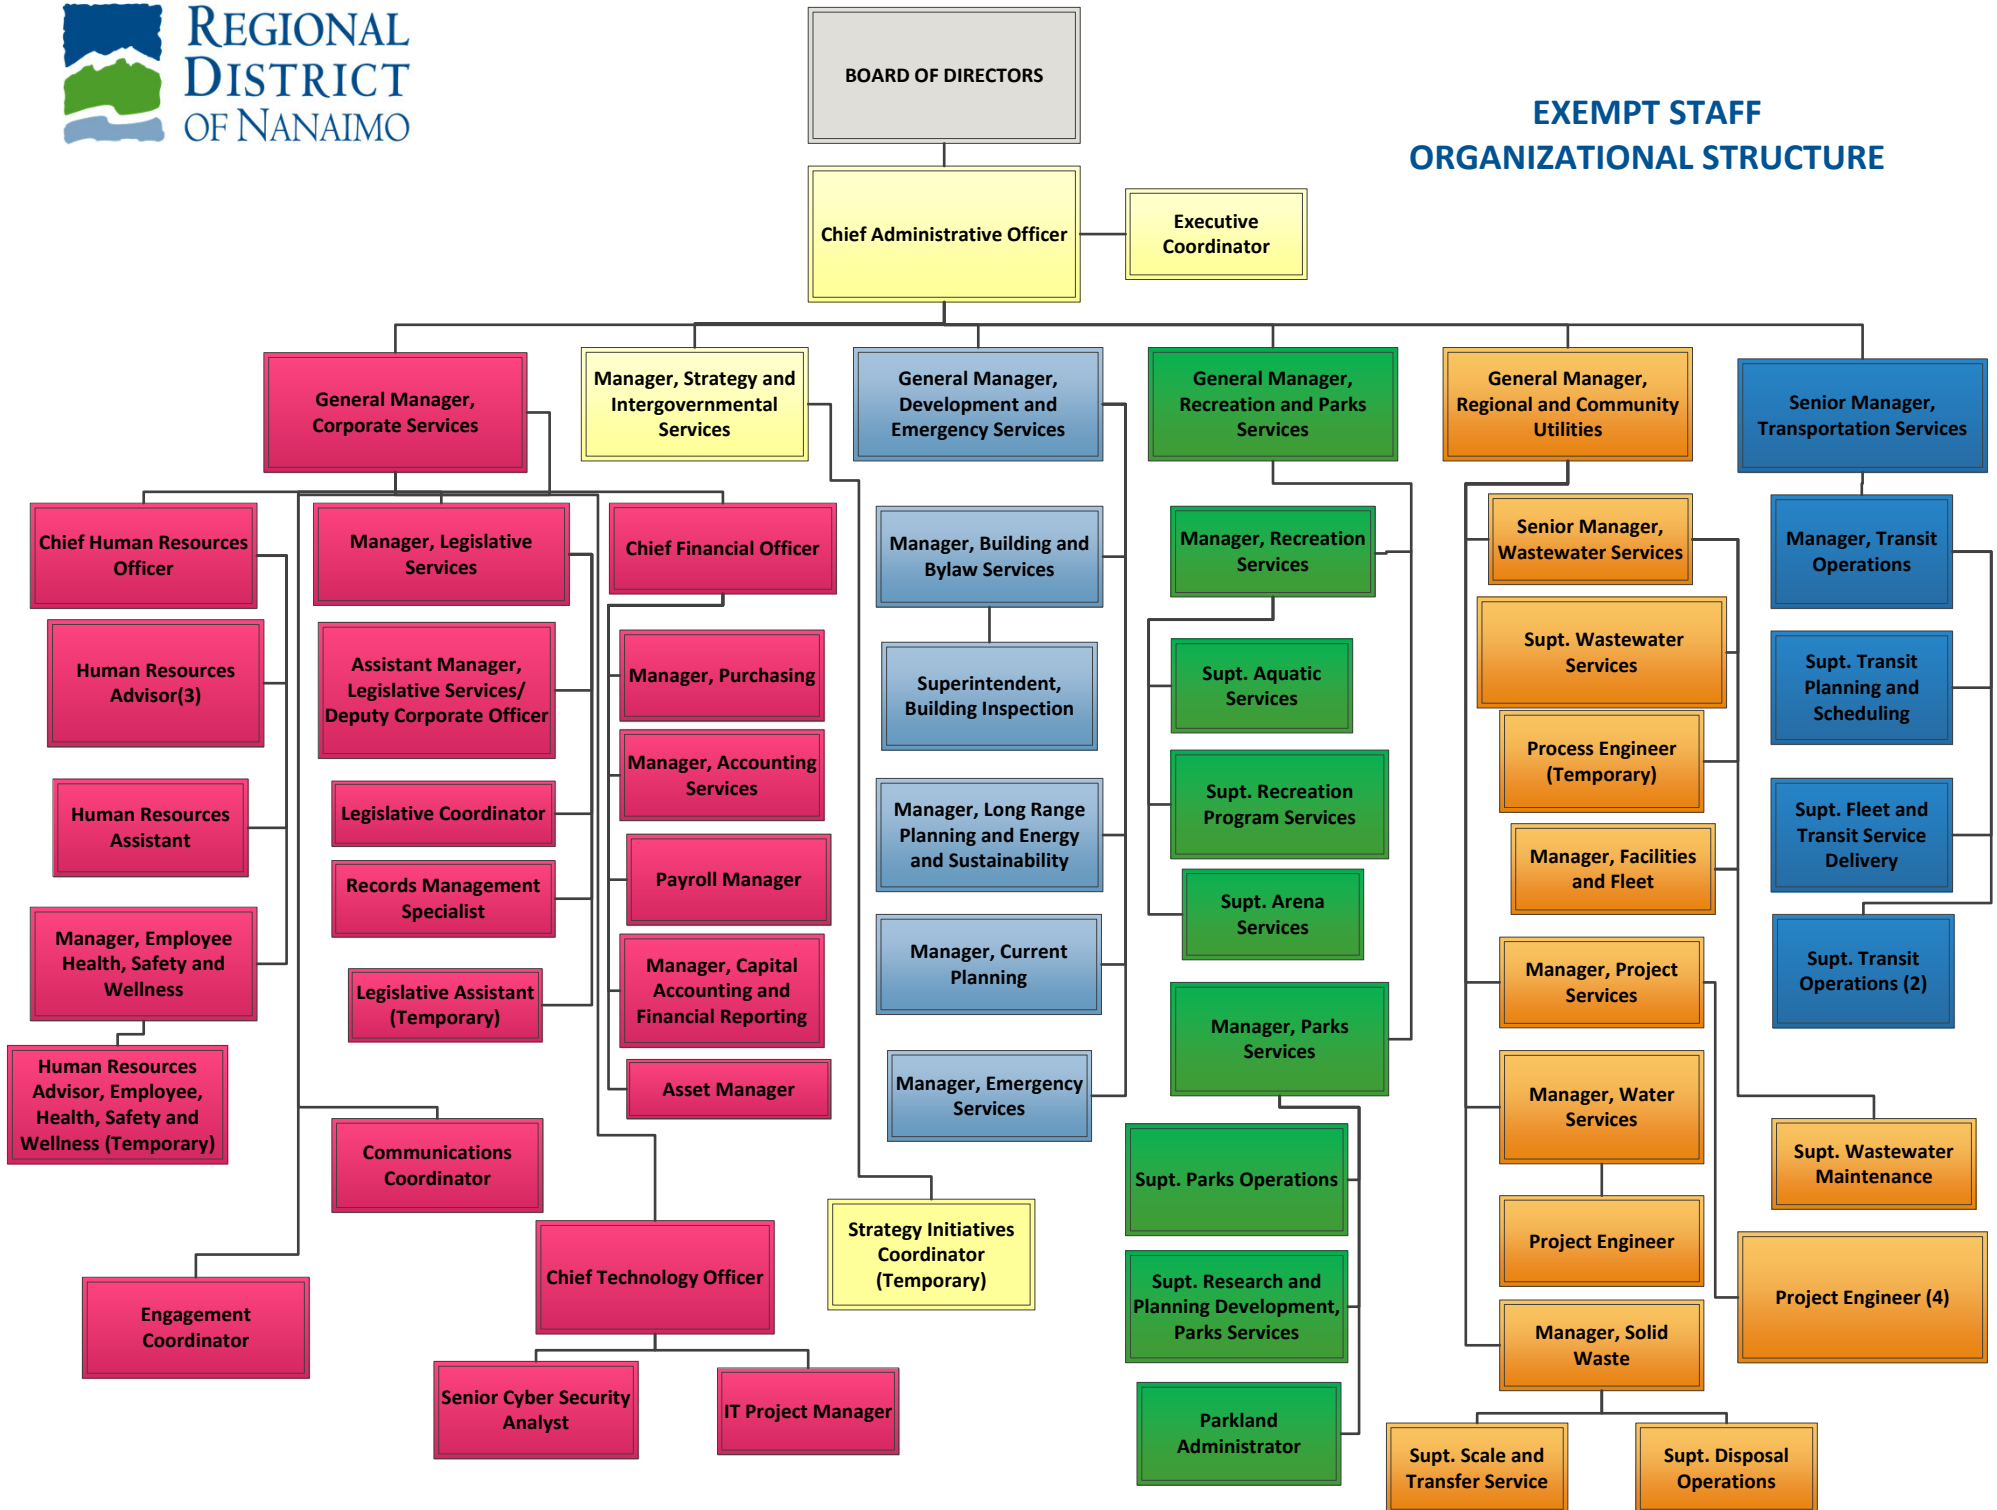 REGIONAL
DISTRICT
OF NANAIMO
BOARD OF DIRECTORS
EXEMPT STAFF
ORGANIZATIONAL STRUCTURE
Chief Administrative Officer
Executive
Coordinator
General Manager,
Corporate Services
Manager, Strategy and
Intergovernmental
Services
General Manager,
Development and
Emergency Services
General Manager,
Recreation and Parks
Services
General Manager,
Regional and Community
Utilities
Senior Manager,
Transportation Services
Chief Human Resources
Officer
Human Resources
Advisor(3)
Human Resources
Assistant
Manager, Employee
Health, Safety and
Wellness
Human Resources
Advisor, Employee,
Health, Safety and
Wellness (Temporary)
Manager, Legislative
Services
Assistant Manager,
Legislative Services/
Deputy Corporate Officer
Legislative Coordinator
Records Management
Specialist
Legislative Assistant
(Temporary)
Chief Financial Officer
Manager, Purchasing
Manager, Accounting
Services
Payroll Manager
Manager, Capital
Accounting and
Financial Reporting
Asset Manager
Communications
Coordinator
Engagement
Coordinator
Chief Technology Officer
Senior Cyber Security
Analyst
IT Project Manager
Strategy Initiatives
Coordinator
(Temporary)
Manager, Building and
Bylaw Services
Superintendent,
Building Inspection
Manager, Long Range
Planning and Energy
and Sustainability
Manager, Current
Planning
Manager, Emergency
Services
Manager, Recreation
Services
Supt. Aquatic
Services
Supt. Recreation
Program Services
Supt. Arena
Services
Manager, Parks
Services
Supt. Parks Operations
Supt. Research and
Planning Development,
Parks Services
Parkland
Administrator
Senior Manager,
Wastewater Services
Supt. Wastewater
Services
Process Engineer
(Temporary)
Manager, Facilities
and Fleet
Manager, Project
Services
Manager, Water
Services
Project Engineer
Manager, Solid
Waste
Supt. Scale and
Transfer Service
Supt. Disposal
Operations
Supt. Wastewater
Maintenance
Project Engineer (4)
Manager, Transit
Operations
Supt. Transit
Planning and
Scheduling
Supt. Fleet and
Transit Service
Delivery
Supt. Transit
Operations (2)